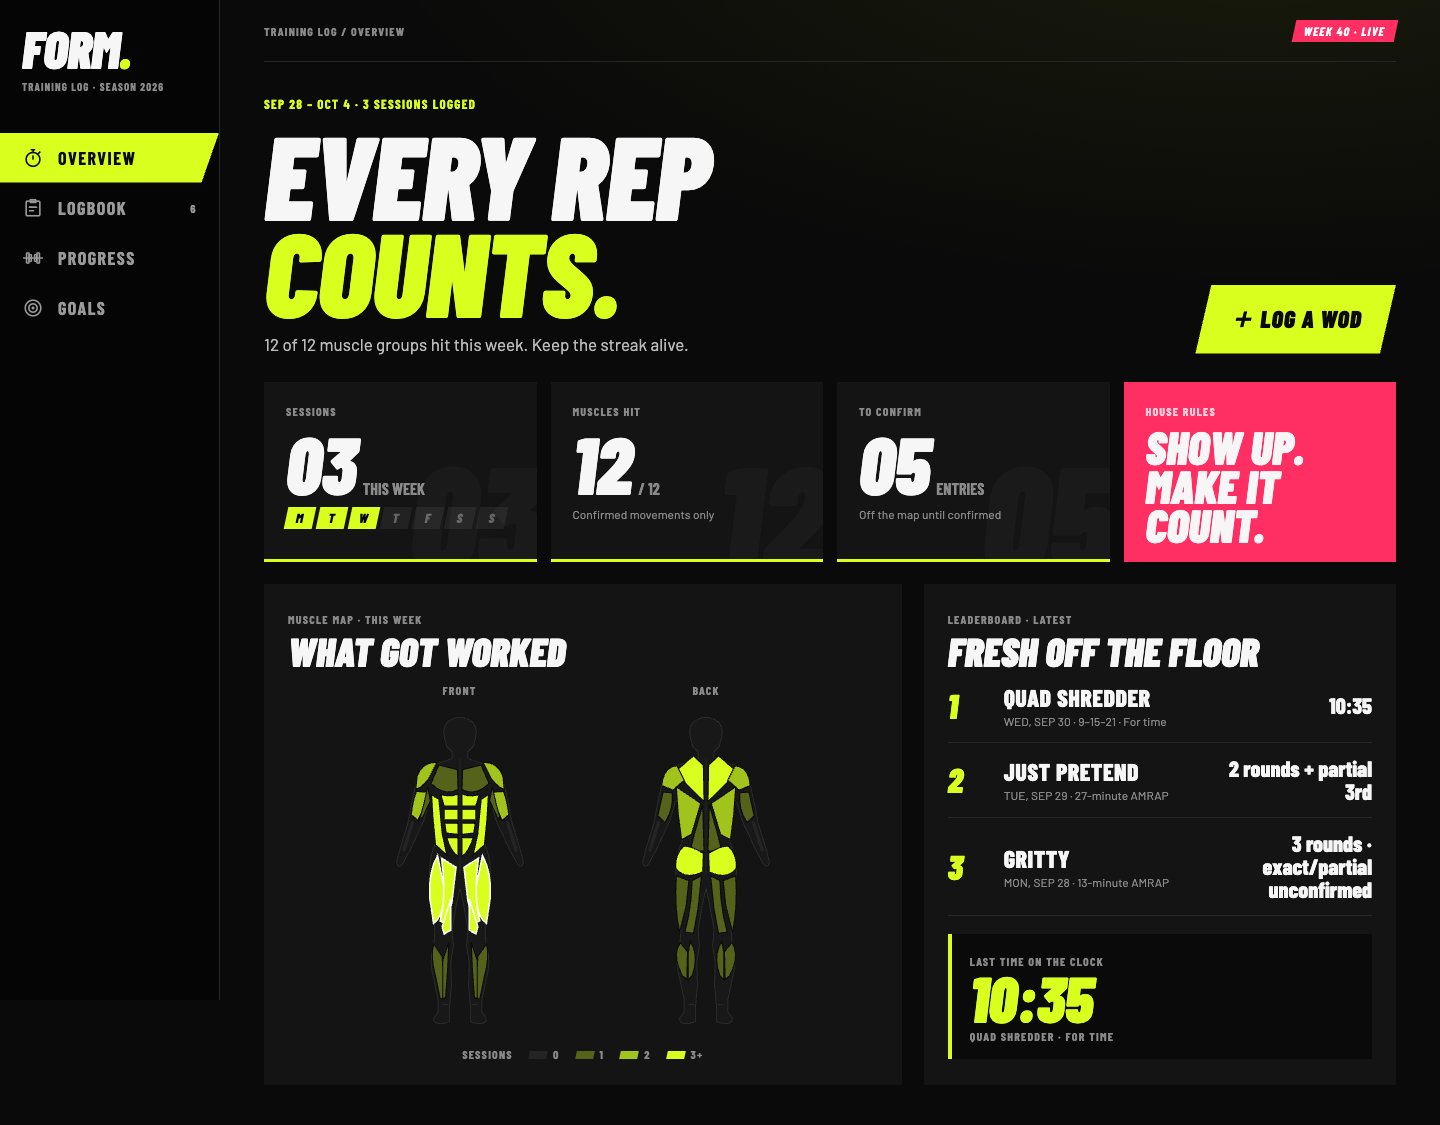 FORM.
TRAINING LOG · SEASON 2026
OVERVIEW
LOGBOOK 6
PROGRESS
GOALS
TRAINING LOG / OVERVIEW
WEEK 40 · LIVE
SEP 28 – OCT 4 · 3 SESSIONS LOGGED
EVERY REP
COUNTS.
12 of 12 muscle groups hit this week. Keep the streak alive.
+ LOG A WOD
SESSIONS
03 THIS WEEK
03
M T W T F S S
MUSCLES HIT
12 / 12
12
Confirmed movements only
TO CONFIRM
05 ENTRIES
05
Off the map until confirmed
HOUSE RULES
SHOW UP.
MAKE IT
COUNT.
MUSCLE MAP · THIS WEEK
WHAT GOT WORKED
FRONT BACK
SESSIONS 0 1 2 3+
LEADERBOARD · LATEST
FRESH OFF THE FLOOR
1 QUAD SHREDDER 10:35
WED, SEP 30 · 9–15–21 · For time
2 JUST PRETEND 2 rounds + partial
3rd
TUE, SEP 29 · 27-minute AMRAP
3 GRITTY 3 rounds ·
exact/partial
unconfirmed
MON, SEP 28 · 13-minute AMRAP
LAST TIME ON THE CLOCK
10:35
QUAD SHREDDER · FOR TIME